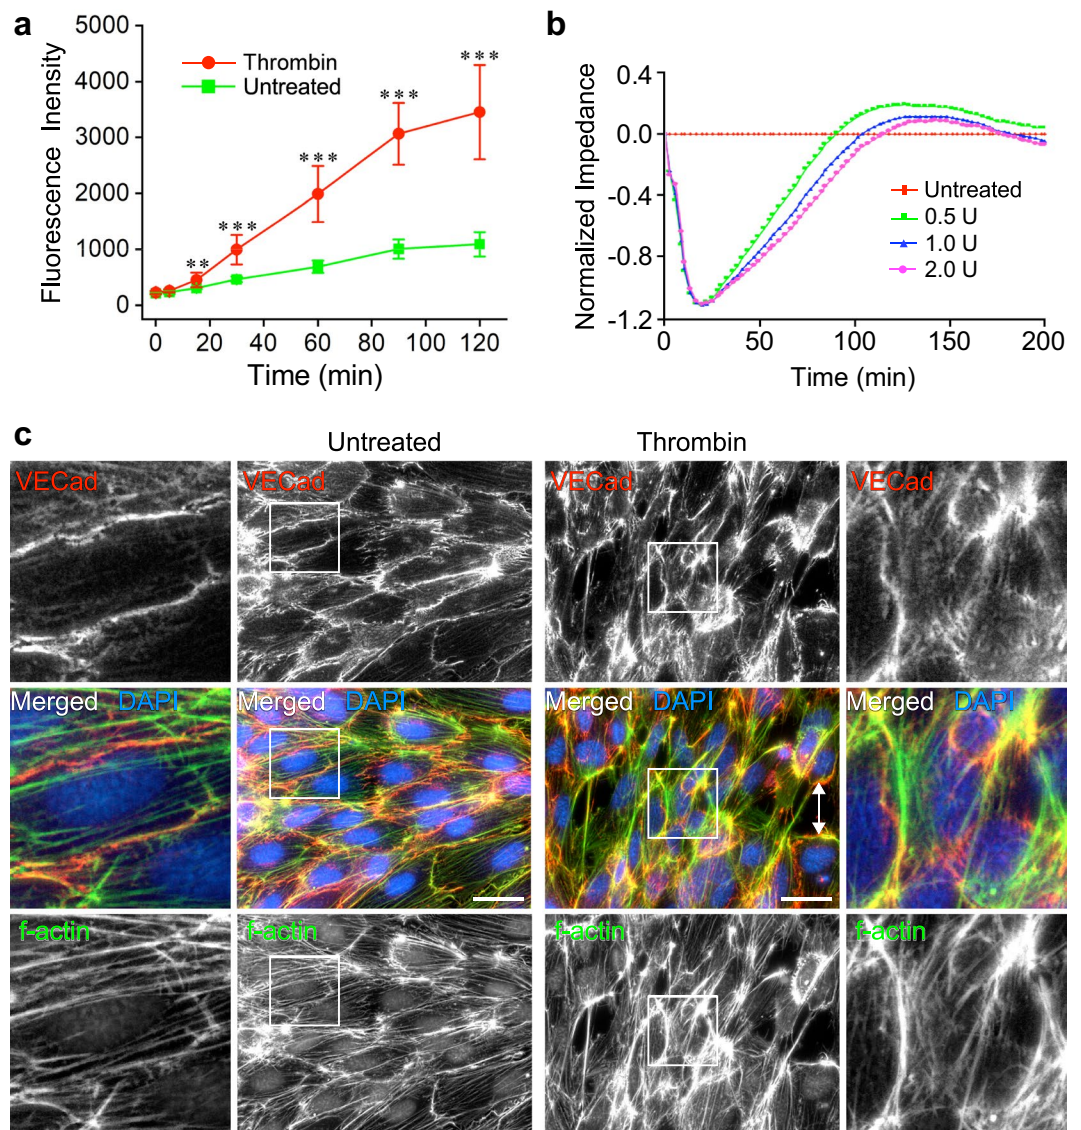 a
5000
4000
3000
2000
1000
0
Fluorescence Inensity
Thrombin
Untreated
**
***
***
***
***
0 20 40 60 80 100 120
Time (min)
b
0.4
0.0
-0.4
-0.8
-1.2
Normalized Impedance
Untreated
0.5 U
1.0 U
2.0 U
0 50 100 150 200
Time (min)
c
Untreated Thrombin
VECad VECad VECad VECad
Merged DAPI Merged DAPI Merged DAPI Merged DAPI
f-actin f-actin f-actin f-actin